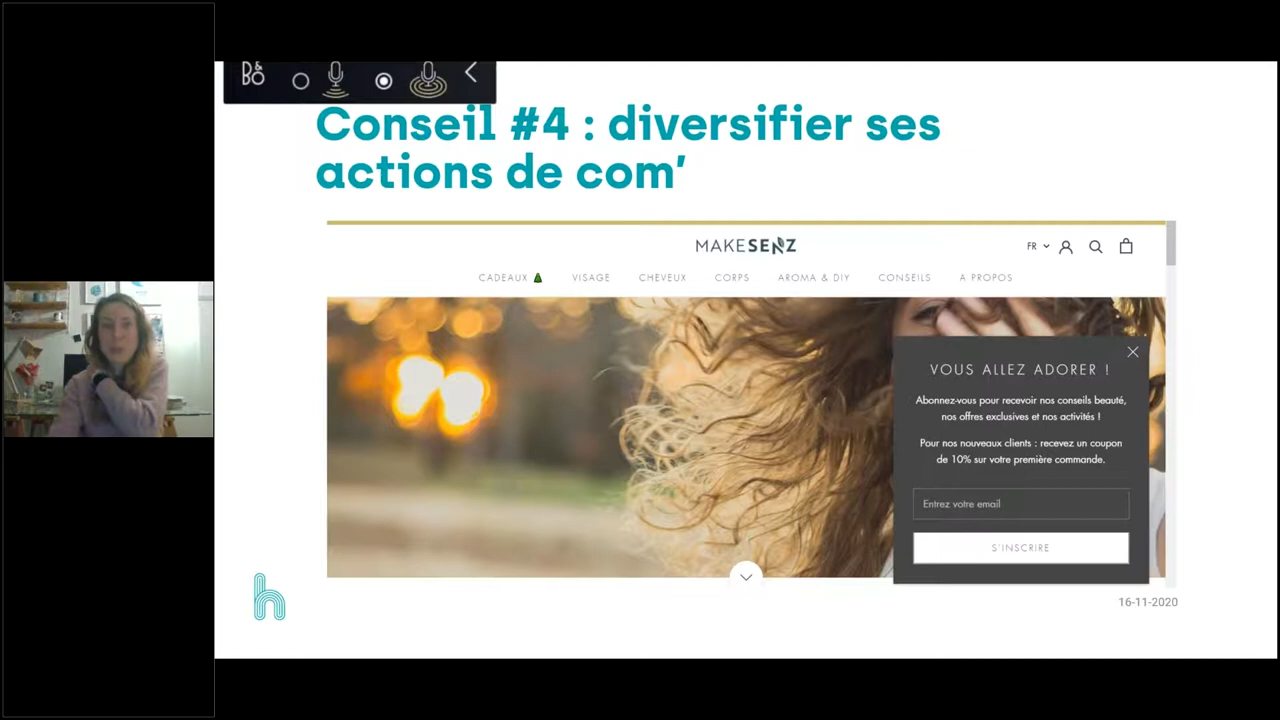 Conseil #4 : diversifier ses
actions de com'
MAKESENZ
FR
CADEAUX VISAGE CHEVEUX CORPS AROMA & DIY CONSEILS A PROPOS
VOUS ALLEZ ADORER !
Abonnez-vous pour recevoir nos conseils beauté,
nos offres exclusives et nos activités !
Pour nos nouveaux clients : recevez un coupon
de 10% sur votre première commande.
Entrez votre email
S'INSCRIRE
h
16-11-2020